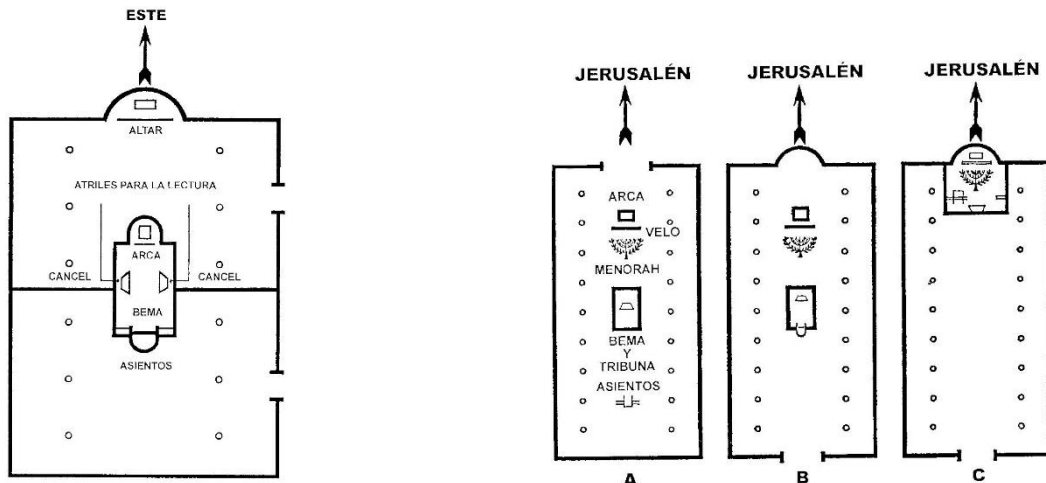 ESTE
ALTAR
ATRILES PARA LA LECTURA
ARCA
CANCEL
CANCEL
BEMA
ASIENTOS
JERUSALÉN
ARCA
VELO
MENORAH
BEMA
Y
TRIBUNA
ASIENTOS
A
JERUSALÉN
B
JERUSALÉN
C